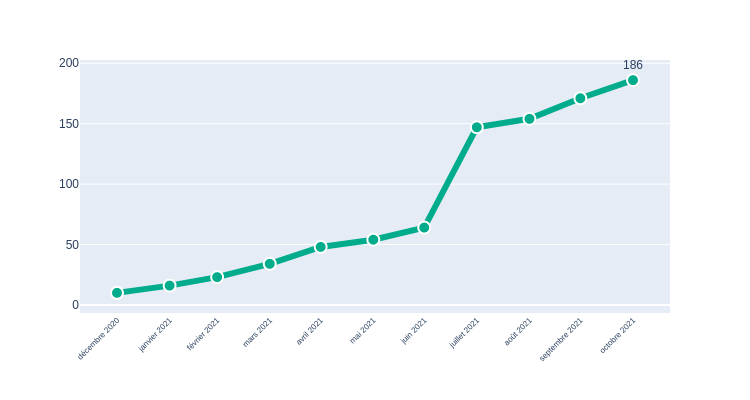 200
186
150
100
50
0
décembre 2020
janvier 2021
février 2021
mars 2021
avril 2021
mai 2021
juin 2021
juillet 2021
août 2021
septembre 2021
octobre 2021